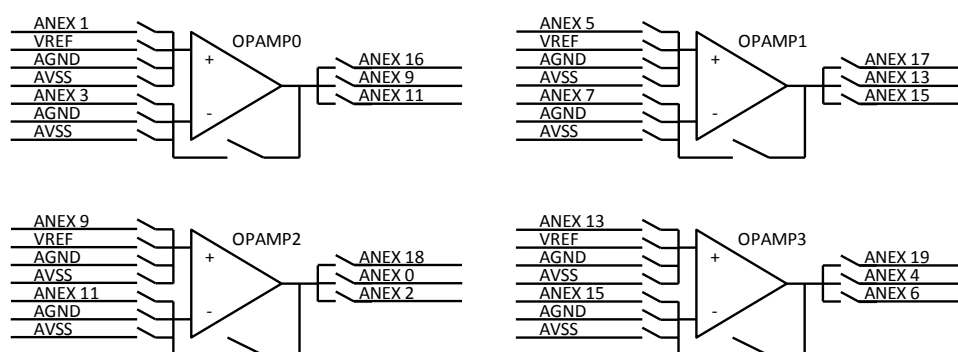 ANEX 1
VREF
AGND
AVSS
ANEX 3
AGND
AVSS
+
-
OPAMP0
ANEX 16
ANEX 9
ANEX 11
ANEX 5
VREF
AGND
AVSS
ANEX 7
AGND
AVSS
+
-
OPAMP1
ANEX 17
ANEX 13
ANEX 15
ANEX 9
VREF
AGND
AVSS
ANEX 11
AGND
AVSS
+
-
OPAMP2
ANEX 18
ANEX 0
ANEX 2
ANEX 13
VREF
AGND
AVSS
ANEX 15
AGND
AVSS
+
-
OPAMP3
ANEX 19
ANEX 4
ANEX 6